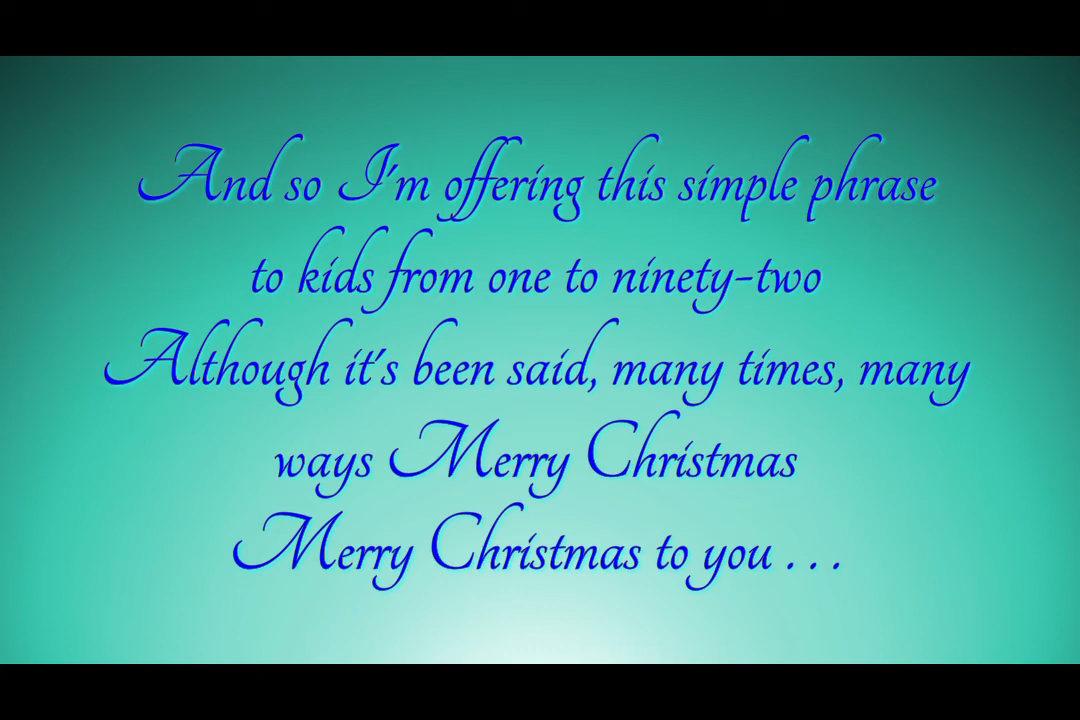 And so I'm offering this simple phrase
to kids from one to ninety-two
Although it's been said, many times, many
ways Merry Christmas
Merry Christmas to you . . .